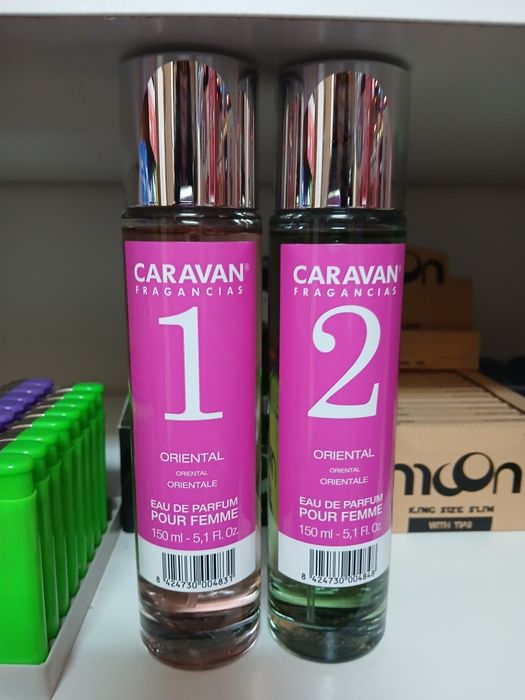 CARAVAN®
FRAGANCIAS
1
ORIENTAL
ORIENTAL
ORIENTALE
EAU DE PARFUM
POUR FEMME
150 ml - 5,1 Fl. Oz.
8 424730 004831
CARAVAN®
FRAGANCIAS
2
ORIENTAL
ORIENTAL
ORIENTALE
EAU DE PARFUM
POUR FEMME
150 ml - 5,1 Fl. Oz.
8 424730 004848
moon
KING SIZE SLIM
WITH TIPS